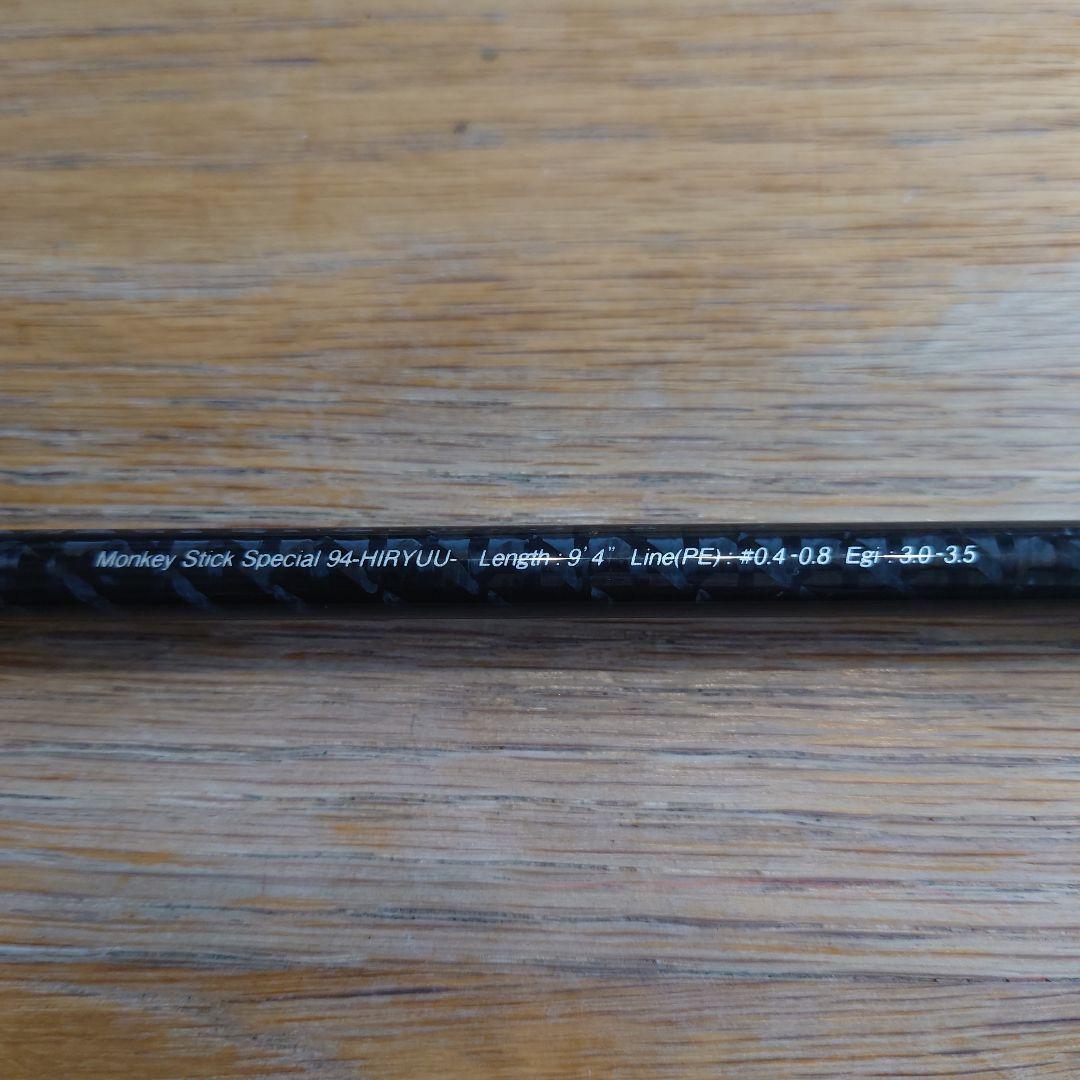 Monkey Stick Special 94-HIRYUU- Length : 9'4" Line(PE) : #0.4-0.8 Egi : 3.0-3.5